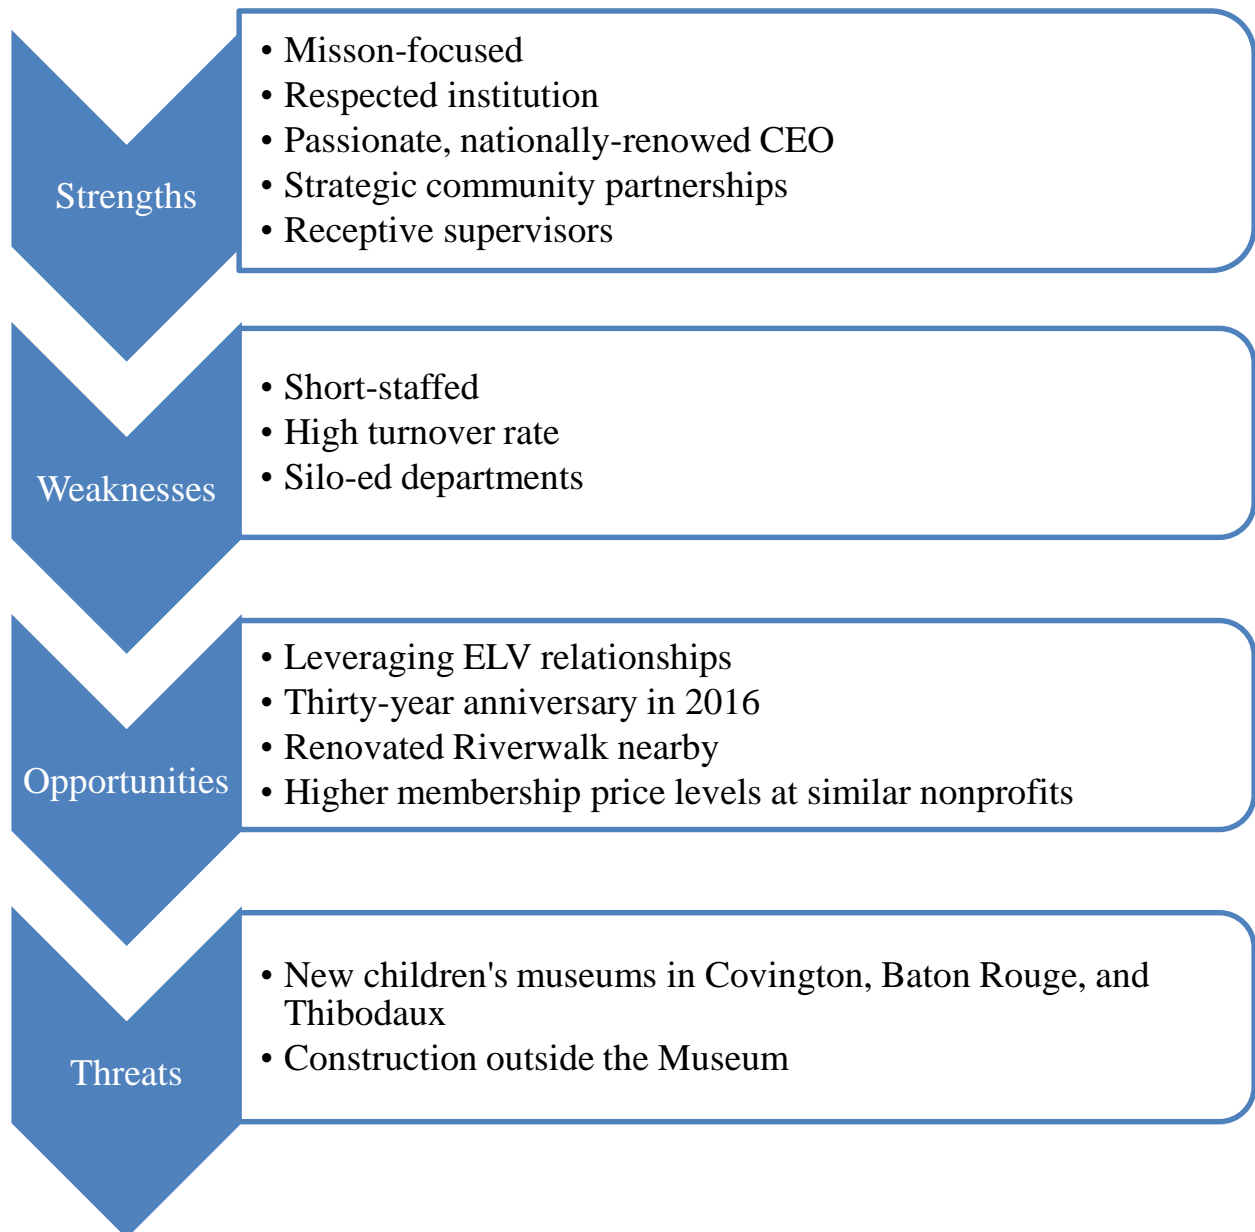 Strengths
• Misson-focused
• Respected institution
• Passionate, nationally-renowed CEO
• Strategic community partnerships
• Receptive supervisors
Weaknesses
• Short-staffed
• High turnover rate
• Silo-ed departments
Opportunities
• Leveraging ELV relationships
• Thirty-year anniversary in 2016
• Renovated Riverwalk nearby
• Higher membership price levels at similar nonprofits
Threats
• New children's museums in Covington, Baton Rouge, and
Thibodaux
• Construction outside the Museum